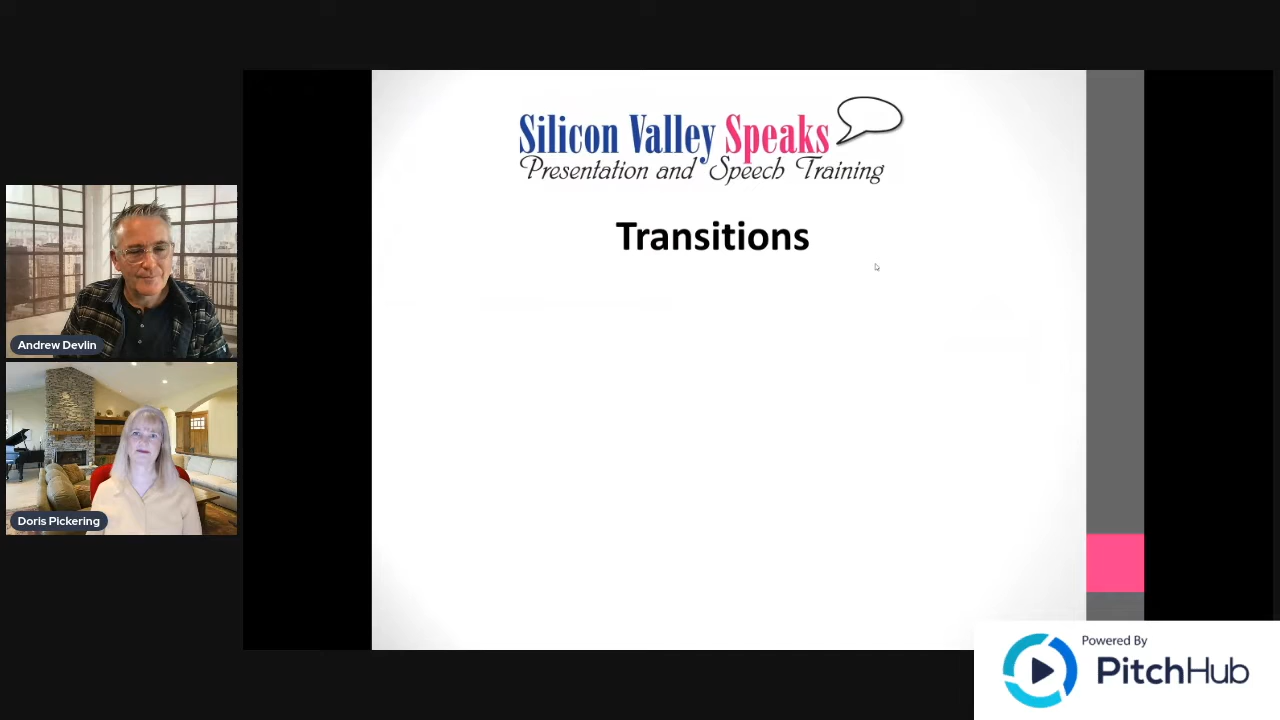 Silicon Valley Speaks
Presentation and Speech Training
Transitions
Andrew Devlin
Doris Pickering
Powered By
PitchHub